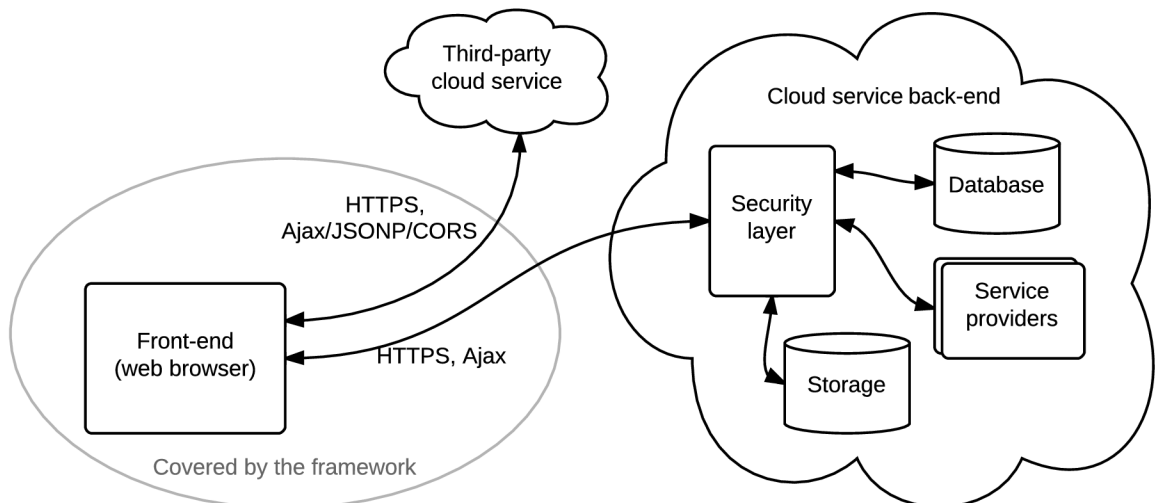 Third-party
cloud service
Cloud service back-end
HTTPS,
Ajax/JSONP/CORS
Security
layer
Database
Service
providers
Front-end
(web browser)
HTTPS, Ajax
Storage
Covered by the framework